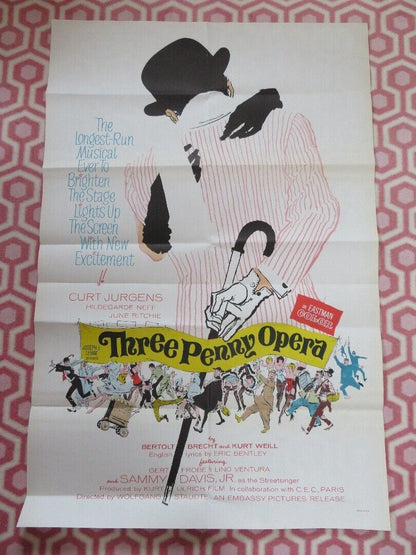 The
Longest-Run
Musical
Ever To
Brighten
The Stage
Lights Up
The Screen
With New
Excitement
!!
CURT JURGENS
HILDEGARDE NEFF
JUNE RITCHIE
in EASTMAN
COLOR
JOSEPH E.
LEVINE
presents
Three Penny Opera
by
BERTOLT BRECHT and KURT WEILL
English lyrics by ERIC BENTLEY
featuring
GERT FROBE LINO VENTURA
and SAMMY DAVIS, JR. as the Streetsinger
Produced by KURT ULRICH FILM. In collaboration with C.E.C., PARIS
Directed by WOLFGANG STAUDTE AN EMBASSY PICTURES RELEASE